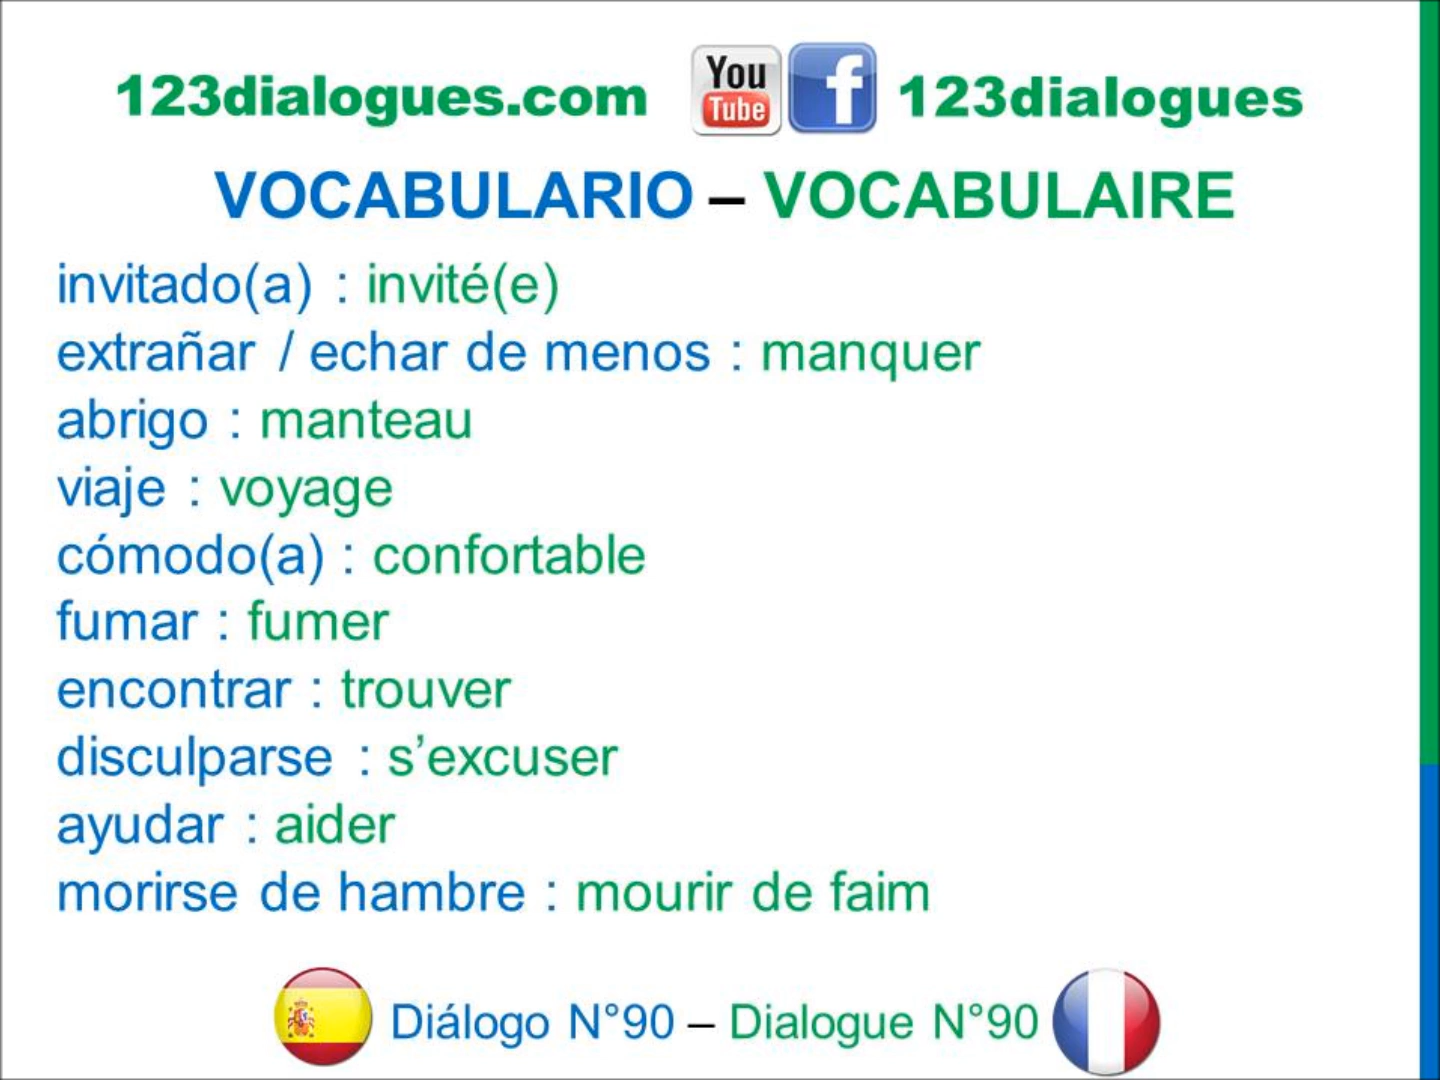 123dialogues.com You Tube f 123dialogues
VOCABULARIO – VOCABULAIRE
invitado(a) : invité(e)
extrañar / echar de menos : manquer
abrigo : manteau
viaje : voyage
cómodo(a) : confortable
fumar : fumer
encontrar : trouver
disculparse : s’excuser
ayudar : aider
morirse de hambre : mourir de faim
Diálogo N°90 – Dialogue N°90